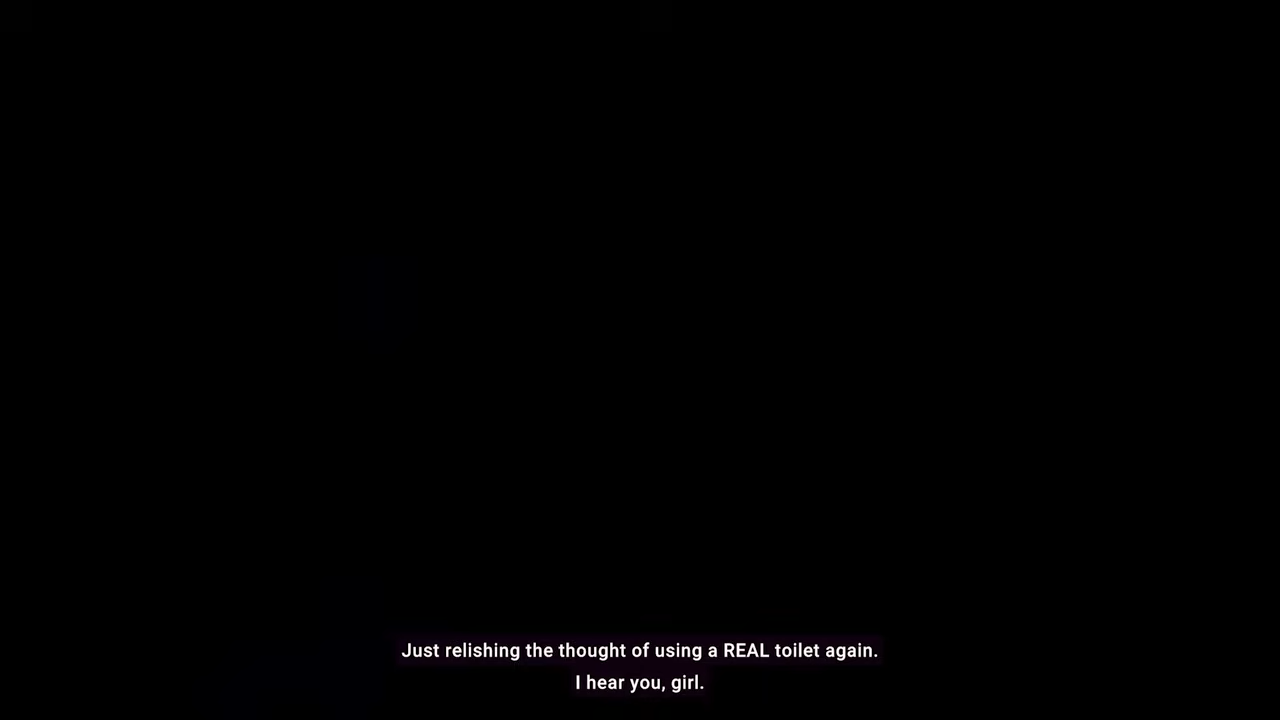 Just relishing the thought of using a REAL toilet again.
I hear you, girl.